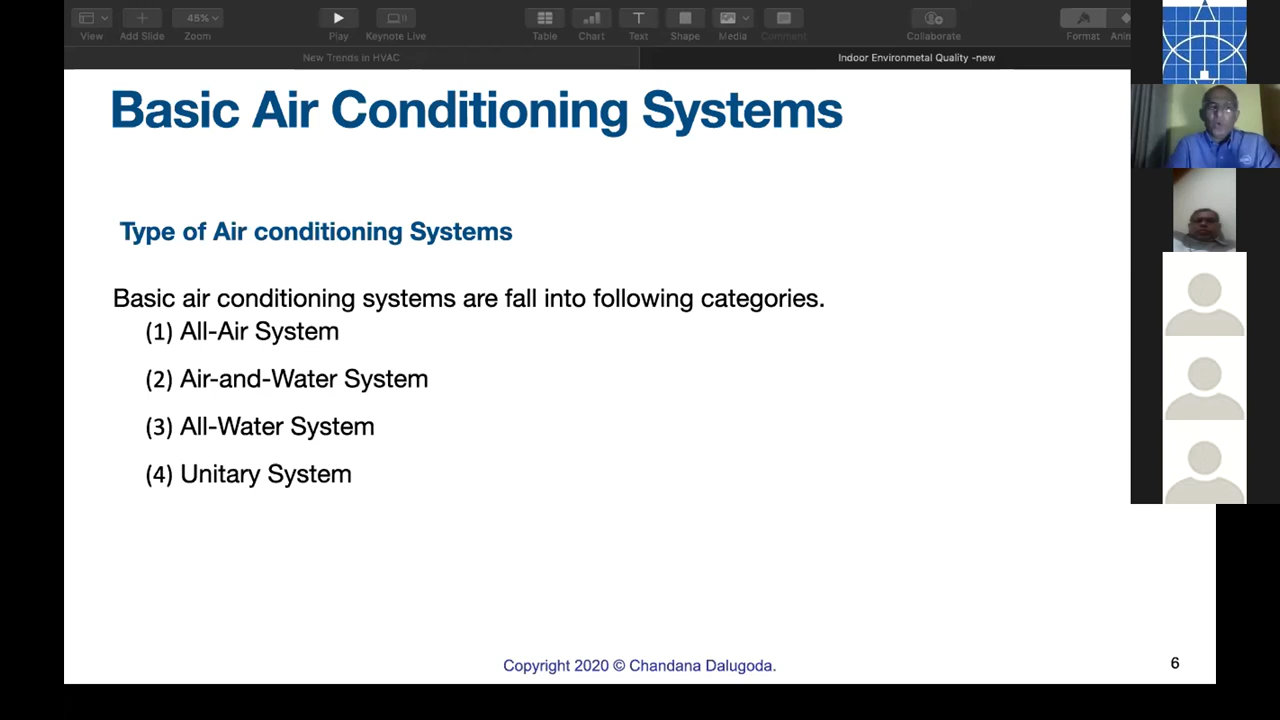 45%
View
Add Slide
Zoom
Play
Keynote Live
Table
Chart
Text
Shape
Media
Comment
Collaborate
Format
Anim
New Trends in HVAC
Indoor Environmetal Quality -new
Basic Air Conditioning Systems
Type of Air conditioning Systems
Basic air conditioning systems are fall into following categories.
(1) All-Air System
(2) Air-and-Water System
(3) All-Water System
(4) Unitary System
Copyright 2020 © Chandana Dalugoda.
6